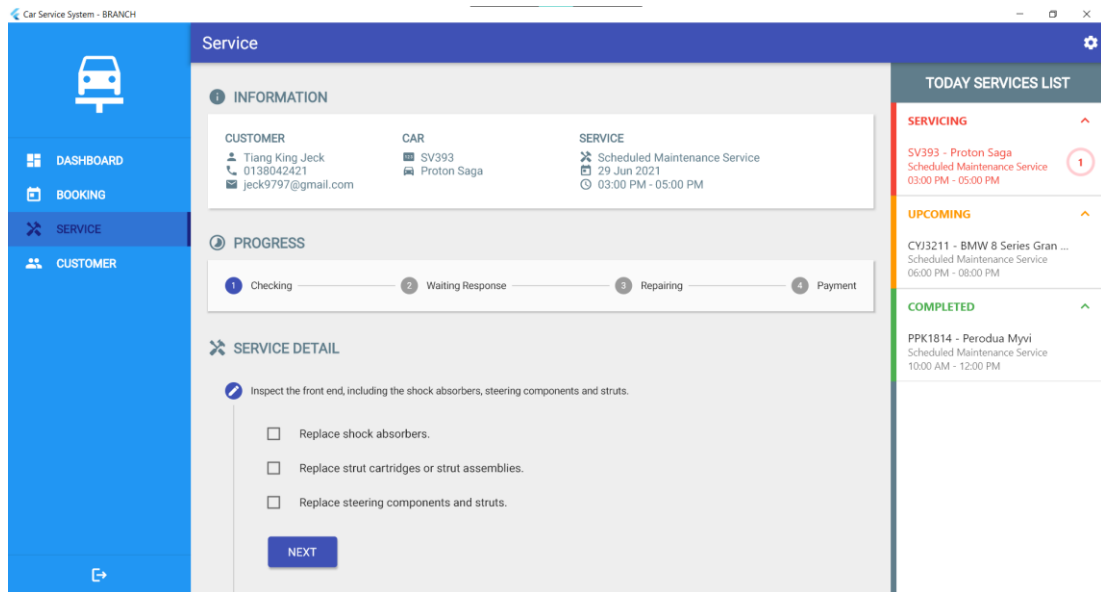 Car Service System - BRANCH
Service
DASHBOARD
BOOKING
SERVICE
CUSTOMER
INFORMATION
CUSTOMER
Tiang King Jeck
0138042421
jeck9797@gmail.com
CAR
SV393
Proton Saga
SERVICE
Scheduled Maintenance Service
29 Jun 2021
03:00 PM - 05:00 PM
PROGRESS
1 Checking
2 Waiting Response
3 Repairing
4 Payment
SERVICE DETAIL
Inspect the front end, including the shock absorbers, steering components and struts.
Replace shock absorbers.
Replace strut cartridges or strut assemblies.
Replace steering components and struts.
NEXT
TODAY SERVICES LIST
SERVICING
SV393 - Proton Saga
Scheduled Maintenance Service
03:00 PM - 05:00 PM
1
UPCOMING
CYJ3211 - BMW 8 Series Gran ...
Scheduled Maintenance Service
06:00 PM - 08:00 PM
COMPLETED
PPK1814 - Perodua Myvi
Scheduled Maintenance Service
10:00 AM - 12:00 PM